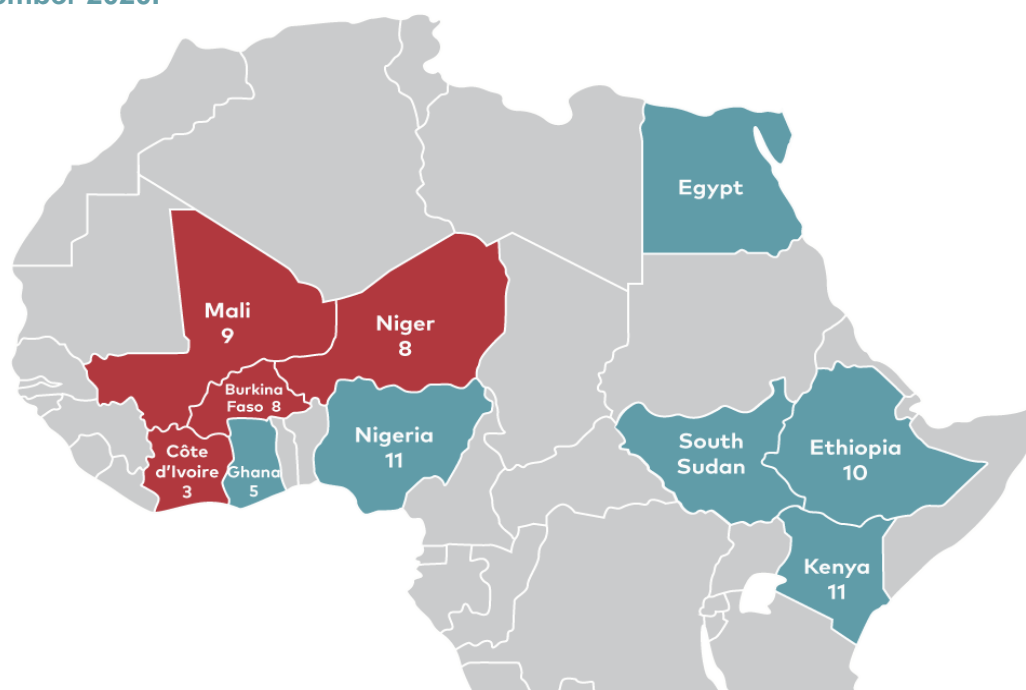 Egypt
Mali
9
Niger
8
Burkina
Faso 8
Nigeria
11
South
Sudan
Ethiopia
10
Côte
d'Ivoire
3
Ghana
5
Kenya
11